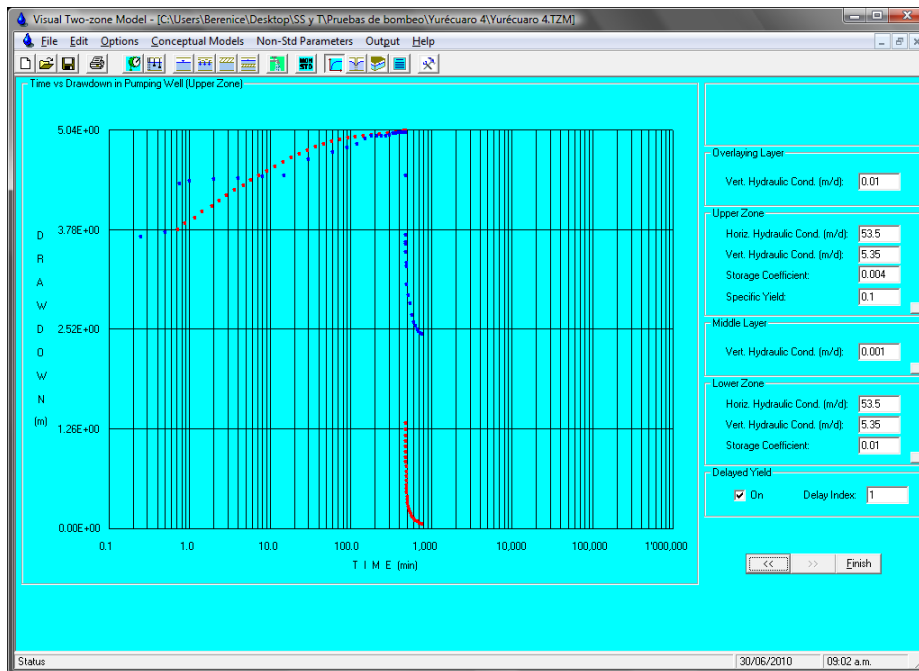 Visual Two-zone Model - [C:\Users\Berenice\Desktop\SS y T\Pruebas de bombeo\Yurécuaro 4\Yurécuaro 4.TZM]
File Edit Options Conceptual Models Non-Std Parameters Output Help
NON STD
Time vs Drawdown in Pumping Well (Upper Zone)
5.04E+00
3.78E+00
2.52E+00
1.26E+00
0.00E+00
D R A W D O W N (m)
0.1 1.0 10.0 100.0 1,000 10,000 100,000 1'000,000
T I M E (min)
Overlaying Layer
Vert. Hydraulic Cond. (m/d): 0.01
Upper Zone
Horiz. Hydraulic Cond. (m/d): 53.5
Vert. Hydraulic Cond. (m/d): 5.35
Storage Coefficient: 0.004
Specific Yield: 0.1
Middle Layer
Vert. Hydraulic Cond. (m/d): 0.001
Lower Zone
Horiz. Hydraulic Cond. (m/d): 53.5
Vert. Hydraulic Cond. (m/d): 5.35
Storage Coefficient: 0.01
Delayed Yield
On Delay Index: 1
<< >> Finish
Status 30/06/2010 09:02 a.m.